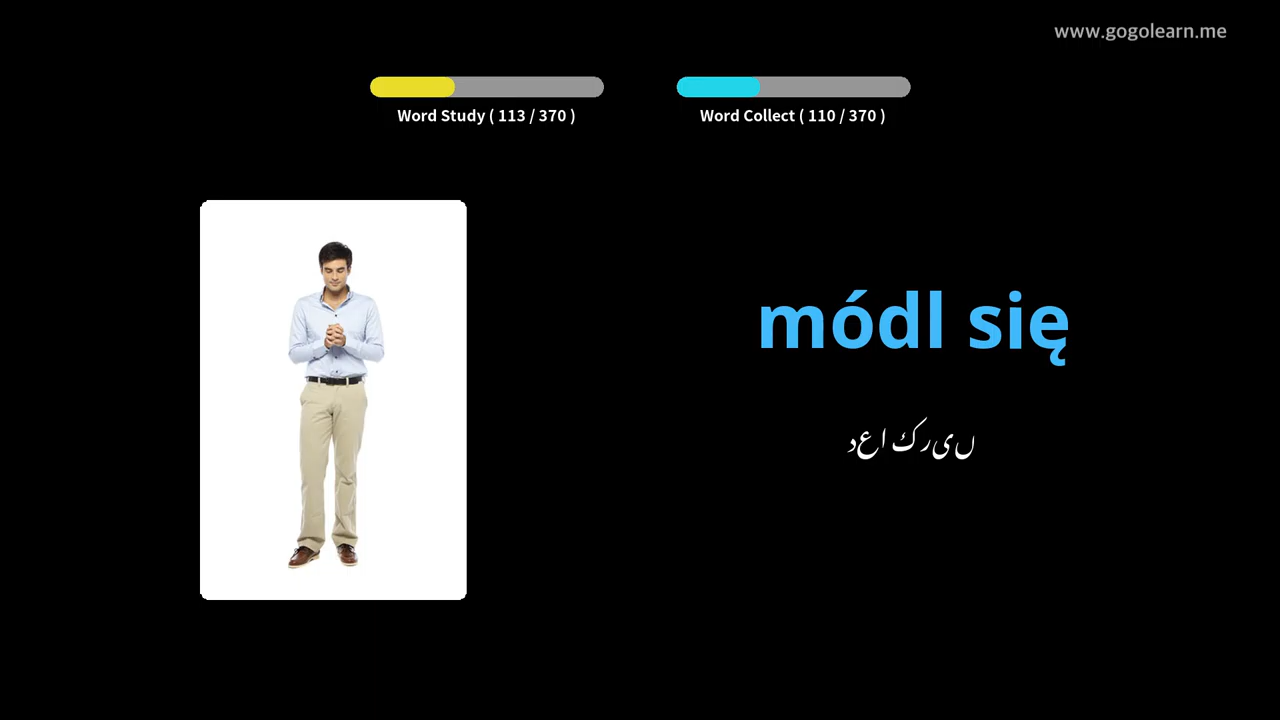 www.gogolearn.me
Word Study ( 113 / 370 )
Word Collect ( 110 / 370 )
módl się
دعا کریں